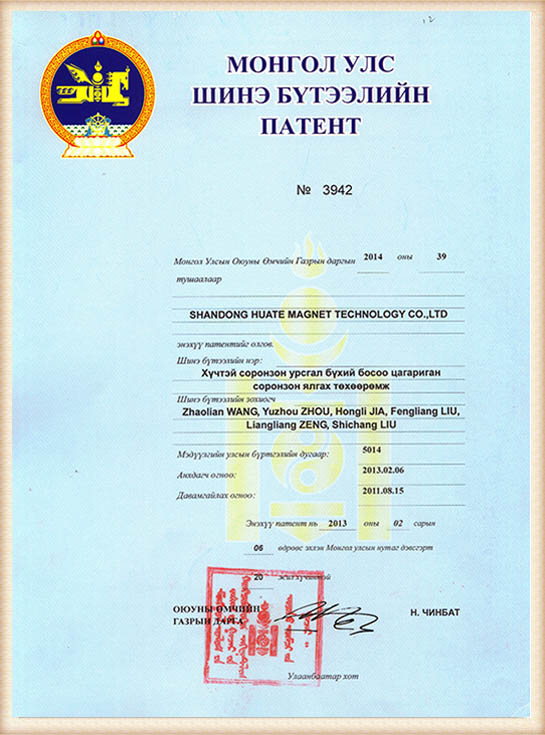 12
МОНГОЛ УЛС
ШИНЭ БҮТЭЭЛИЙН
ПАТЕНТ
№ 3942
Монгол Улсын Оюуны Өмчийн Газрын даргын 2014 оны 39
тушаалаар
SHANDONG HUATE MAGNET TECHNOLOGY CO.,LTD
энэхүү патентийг олгов.
Шинэ бүтээлийн нэр:
Хүчтэй соронзон урсгал бүхий босоо цагариган
соронзон ялгах төхөөрөмж
Шинэ бүтээлийн зохиогч
Zhaolian WANG, Yuzhou ZHOU, Hongli JIA, Fengliang LIU,
Liangliang ZENG, Shichang LIU
Мэдүүлгийн улсын бүртгэлийн дугаар: 5014
Анхдагч огноо: 2013.02.06
Давамгайлах огноо: 2011.08.15
Энэхүү патент нь 2013 оны 02 сарын
06 өдрөөс эхлэн Монгол улсын нутаг дэвсгэрт
20 жил хүчинтэй
ОЮУНЫ ӨМЧИЙН
ГАЗРЫН ДАРГА Н. ЧИНБАТ
Улаанбаатар хот